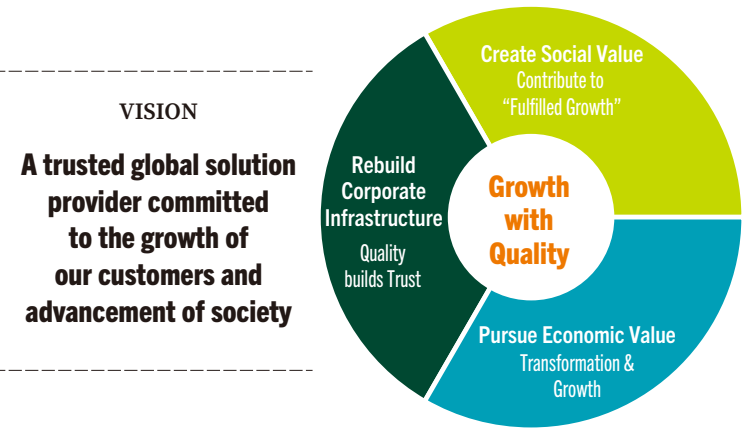 VISION
A trusted global solution
provider committed
to the growth of
our customers and
advancement of society
Create Social Value
Contribute to
“Fulfilled Growth”
Rebuild
Corporate
Infrastructure
Quality
builds Trust
Growth
with
Quality
Pursue Economic Value
Transformation &
Growth